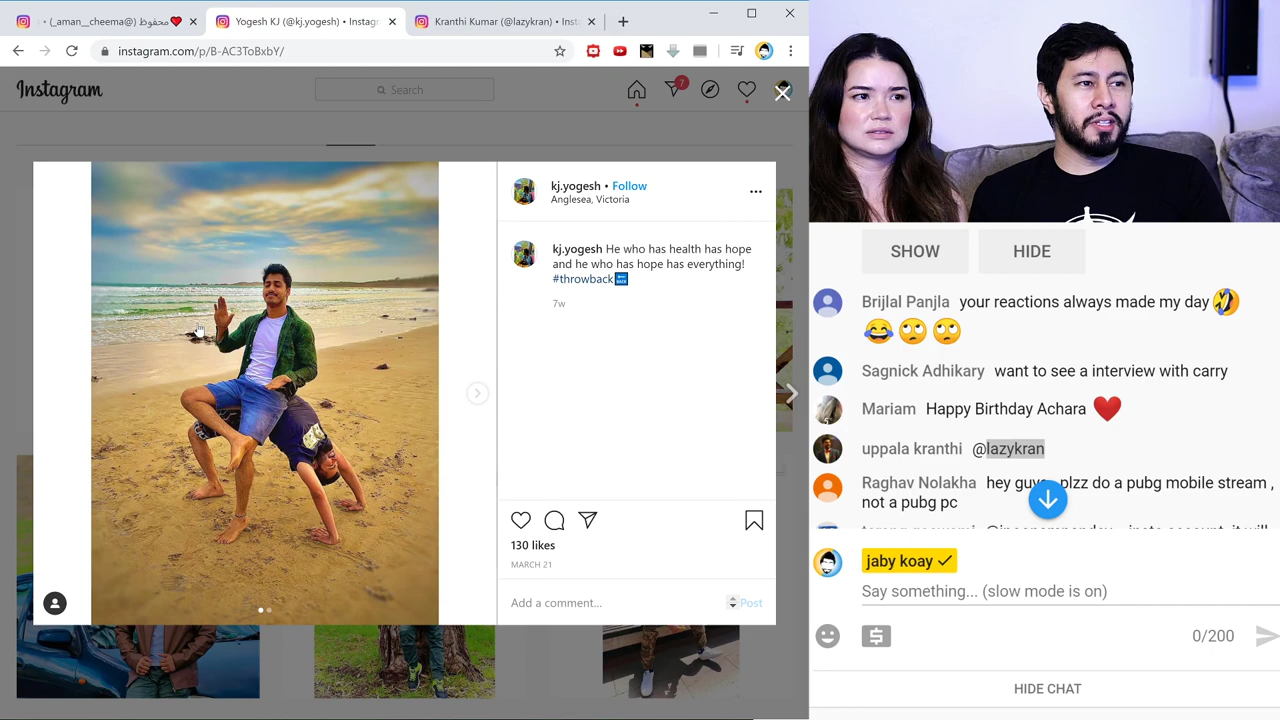 محفوظ (@_aman__cheema) •
Yogesh KJ (@kj.yogesh) • Instag
Kranthi Kumar (@lazykran) • Inst
instagram.com/p/B-AC3ToBxbY/
Instagram
Search
7
kj.yogesh • Follow
Anglesea, Victoria
kj.yogesh He who has health has hope
and he who has hope has everything!
#throwback
BACK
7w
130 likes
MARCH 21
Add a comment...
Post
SHOW
HIDE
Brijlal Panjla your reactions always made my day
Sagnick Adhikary want to see a interview with carry
Mariam Happy Birthday Achara
uppala kranthi @lazykran
Raghav Nolakha hey guys plzz do a pubg mobile stream ,
not a pubg pc
jaby koay
Say something... (slow mode is on)
0/200
HIDE CHAT